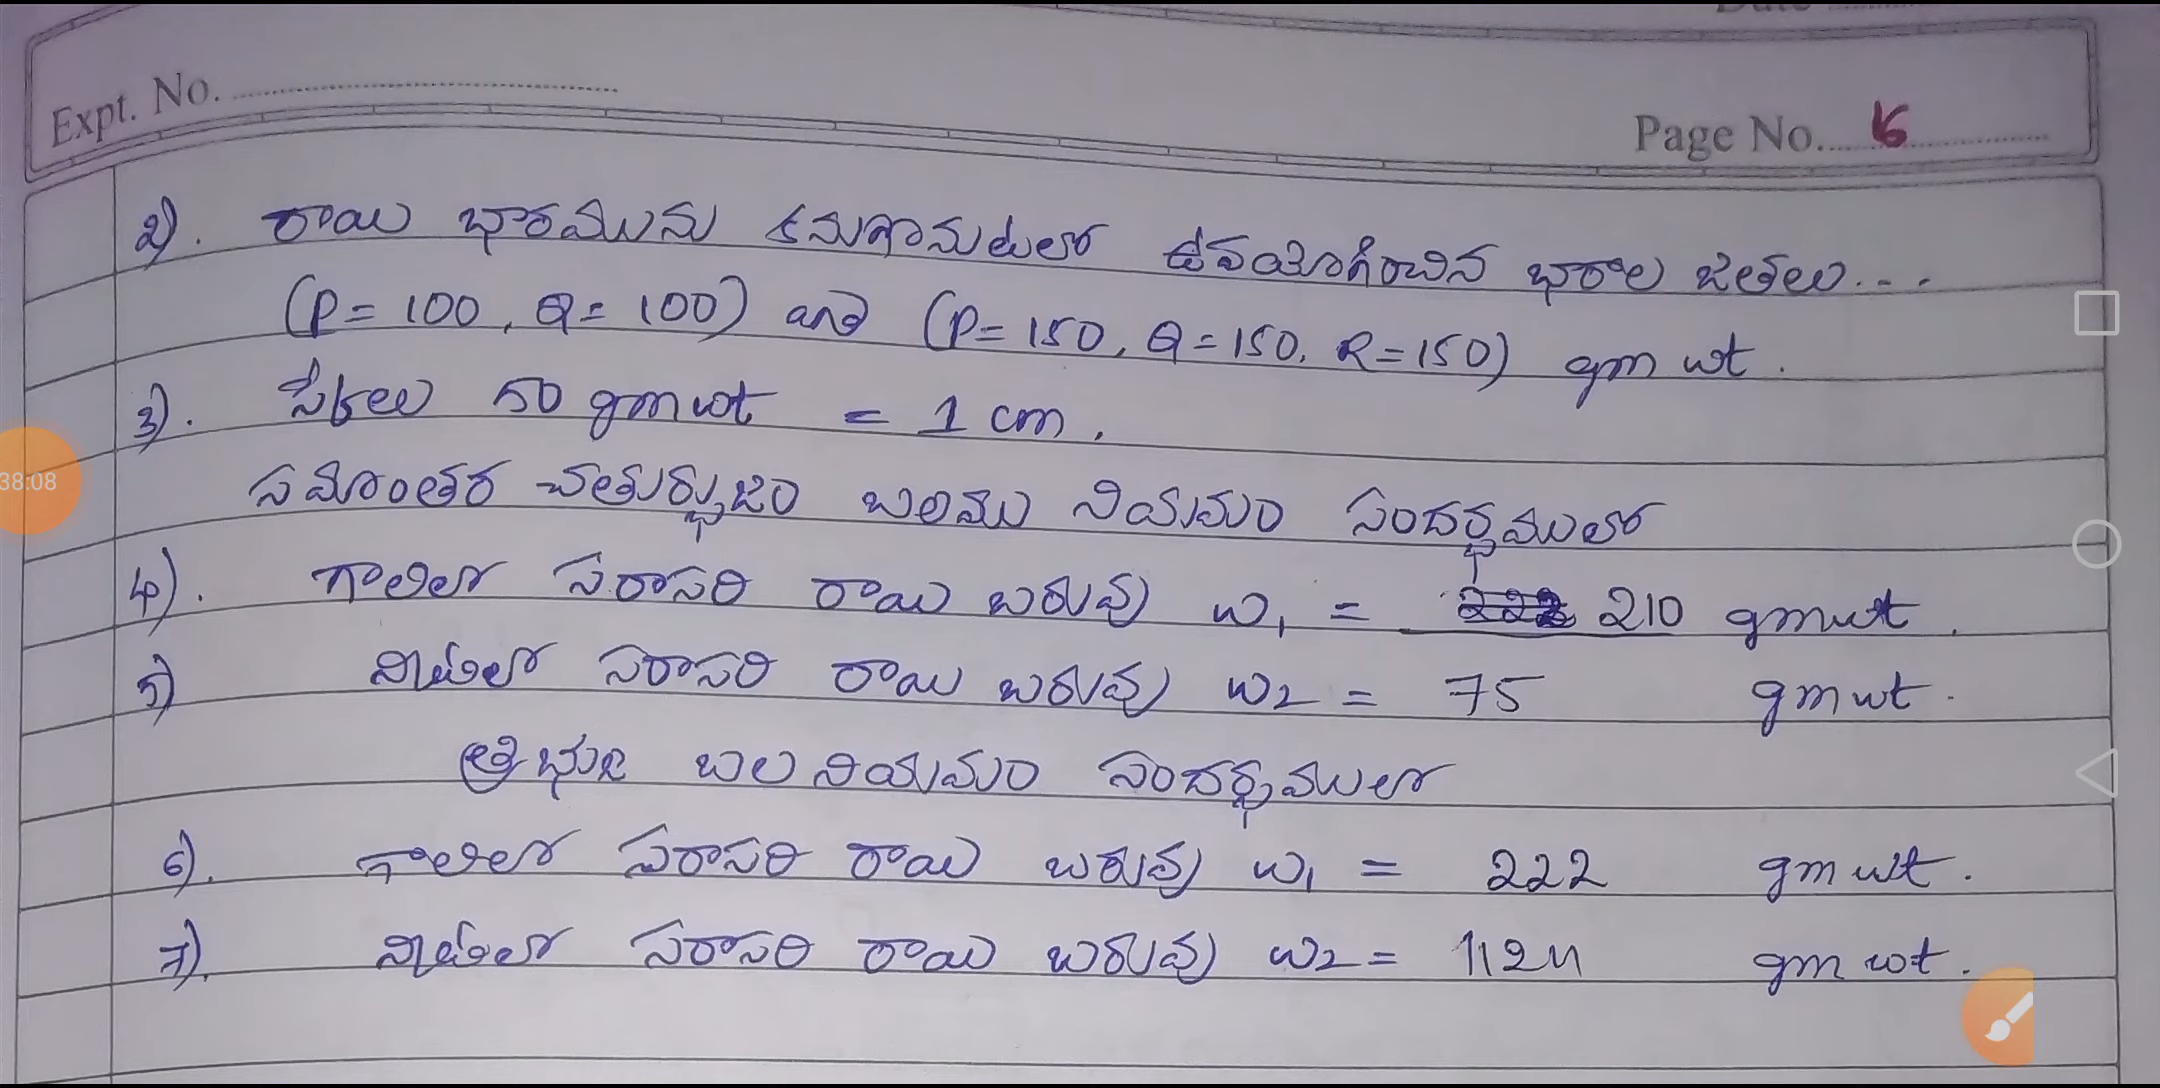 Expt. No.
Page No. 16
2). రాయి భారమును కనుగొనుటలో ఉపయోగించిన భారాల జతలు...
(P = 100, Q = 100) and (P = 150, Q = 150, R = 150) gm wt.
3). స్కేలు 50 gm wt = 1 cm.
38:08
సమాంతర చతుర్భుజం బలము నియమం సందర్భములో
4). గాలిలో సరాసరి రాయి బరువు W1 = 210 gm wt.
5) నీటిలో సరాసరి రాయి బరువు W2 = 75 gm wt.
త్రిభుజ బల నియమం సందర్భములో
6). గాలిలో సరాసరి రాయి బరువు W1 = 222 gm wt.
7). నీటిలో సరాసరి రాయి బరువు W2 = gm wt.